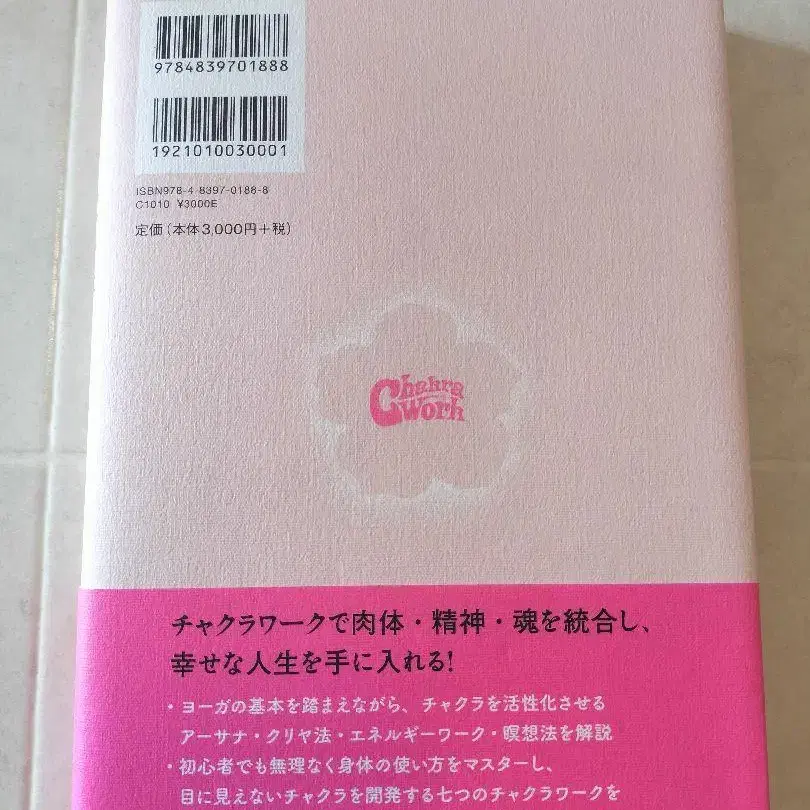 9784839701888
1921010030001
ISBN978-4-8397-0188-8
C1010 ¥3000E
定価(本体3,000円+税)
Chakra
Work
チャクラワークで肉体・精神・魂を統合し、
幸せな人生を手に入れる!
・ヨーガの基本を踏まえながら、チャクラを活性化させる
アーサナ・クリヤ法・エネルギーワーク・瞑想法を解説
・初心者でも無理なく身体の使い方をマスターし、
目に見えないチャクラを開発する七つのチャクラワークを